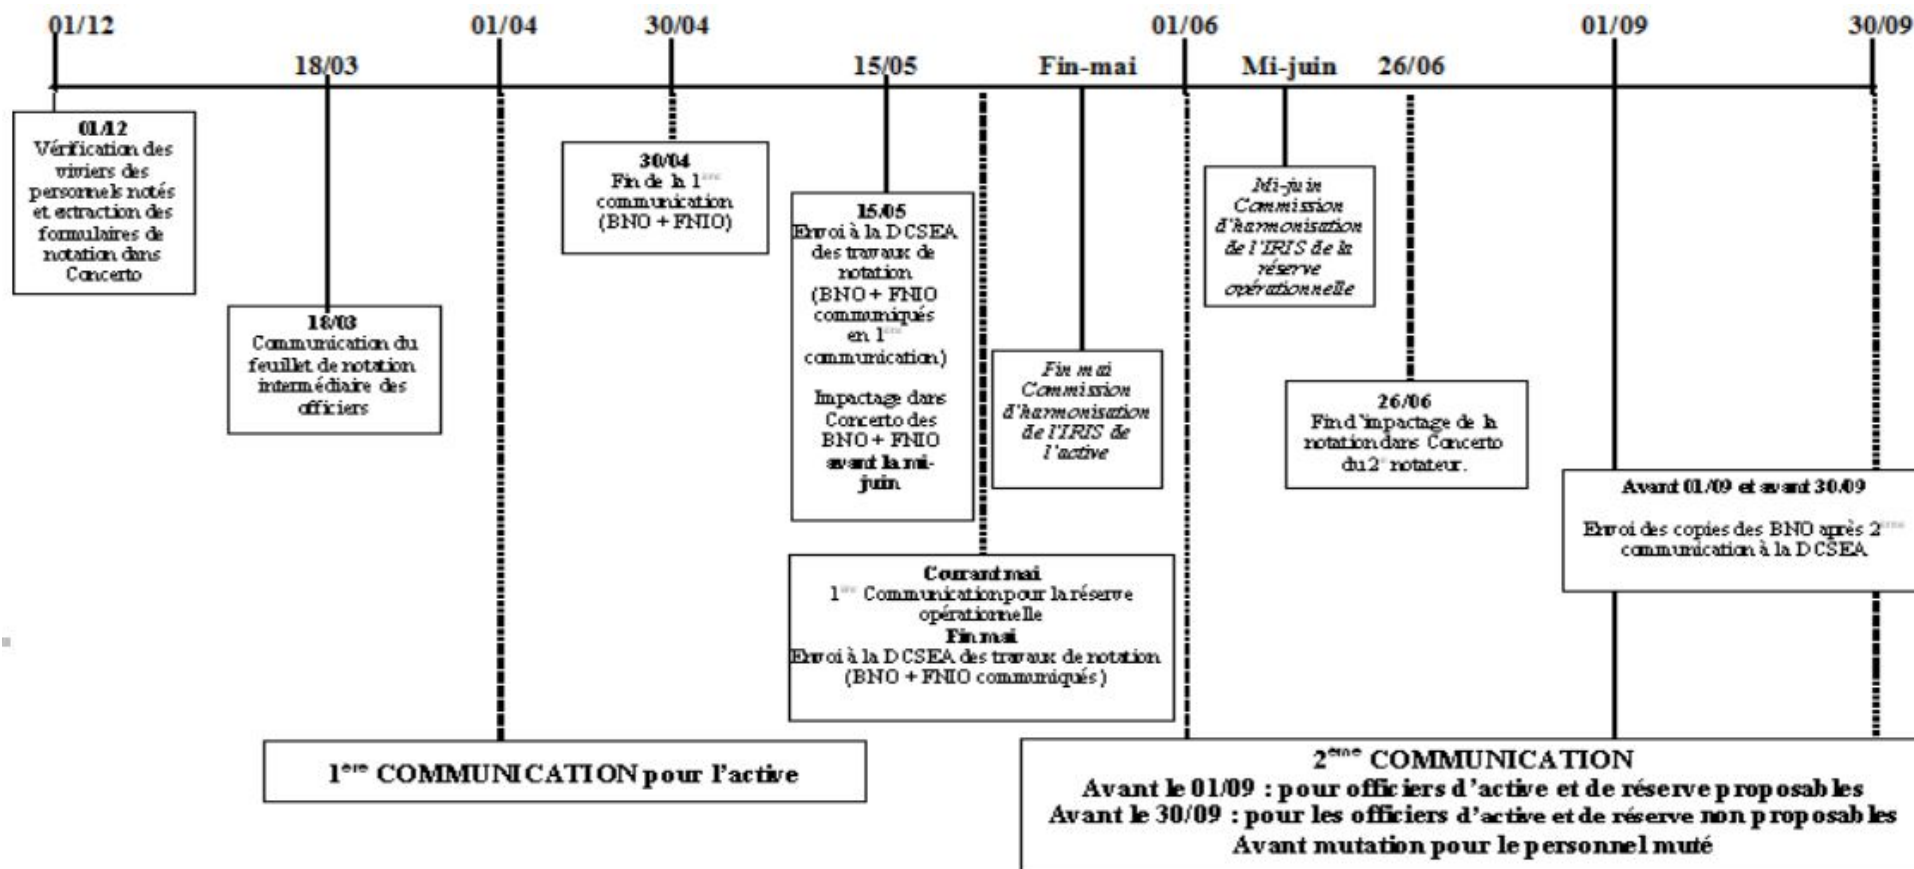 01/12
01/04
30/04
01/06
01/09
30/09
18/03
15/05
Fin-mai
Mi-juin
26/06
01/12
Vérification des
viviers des
personnels notés
et extraction des
formulaires de
notation dans
Concerto
18/03
Communication du
feuillet de notation
intermédiaire des
officiers
30/04
Fin de la 1ère
communication
(BNO + FNIO)
15/05
Envoi à la DCSEA
des travaux de
notation
(BNO + FNIO
communiqués
en 1ère
communication)
Impactage dans
Concerto des
BNO + FNIO
avant la mi-
juin
Fin mai
Commission
d'harmonisation
de l'IRIS de
l'active
Mi-juin
Commission
d'harmonisation
de l'IRIS de la
réserve
opérationnelle
26/06
Fin d'impactage de la
notation dans Concerto
du 2e notateur.
Avant 01/09 et avant 30/09
Envoi des copies des BNO après 2ème
communication à la DCSEA
Courant mai
1ère Communication pour la réserve
opérationnelle
Fin mai
Envoi à la DCSEA des travaux de notation
(BNO + FNIO communiqués)
1ère COMMUNICATION pour l'active
2ème COMMUNICATION
Avant le 01/09 : pour officiers d'active et de réserve proposables
Avant le 30/09 : pour les officiers d'active et de réserve non proposables
Avant mutation pour le personnel muté